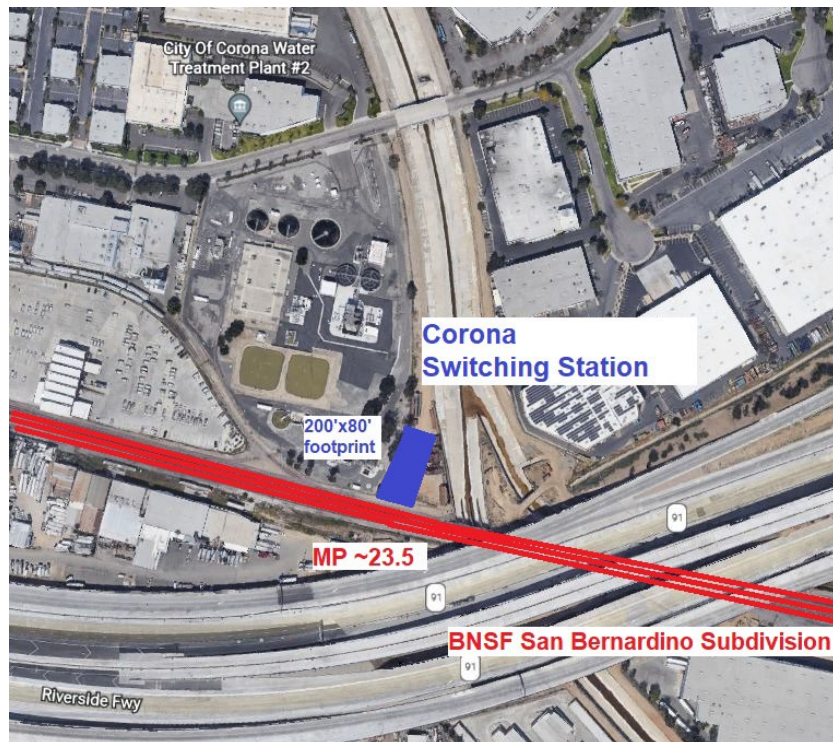 City Of Corona Water
Treatment Plant #2
Corona
Switching Station
200'x80'
footprint
91
MP ~23.5
91
BNSF San Bernardino Subdivision
91
Riverside Fwy